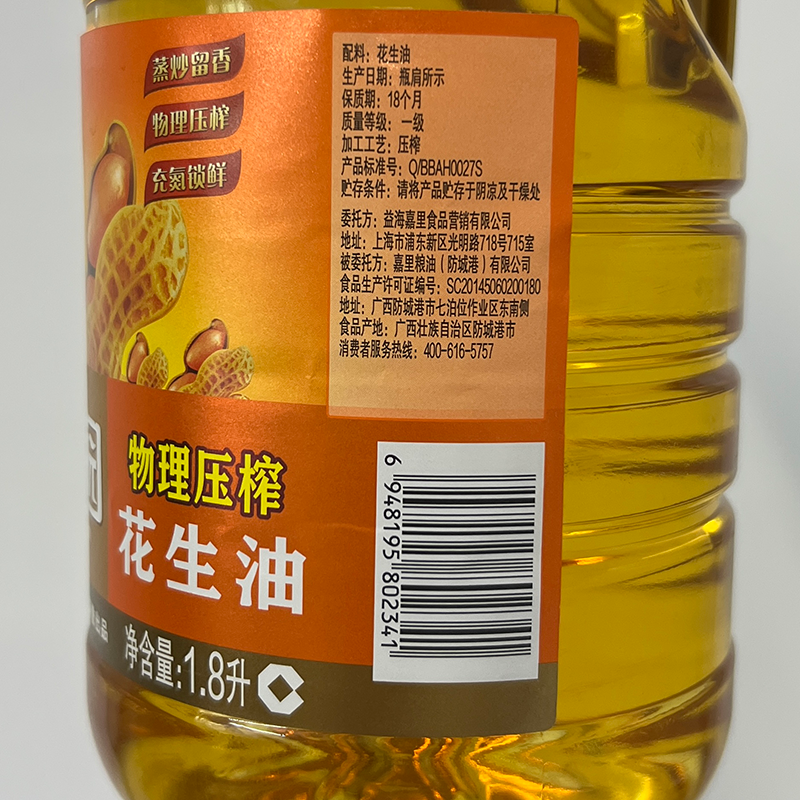 蒸炒留香
物理压榨
充氮锁鲜
配料：花生油
生产日期：瓶肩所示
保质期：18个月
质量等级：一级
加工工艺：压榨
产品标准号：Q/BBAH0027S
贮存条件：请将产品贮存于阴凉及干燥处
委托方：益海嘉里食品营销有限公司
地址：上海市浦东新区光明路718号715室
被委托方：嘉里粮油（防城港）有限公司
食品生产许可证编号：SC20145060200180
地址：广西防城港市七泊位作业区东南侧
食品产地：广西壮族自治区防城港市
消费者服务热线：400-616-5757
物理压榨
花生油
出品
净含量:1.8升
6 948195 802341